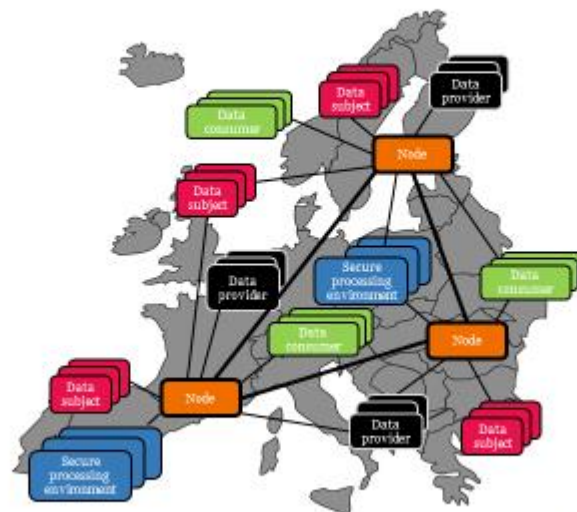 Data
subject
Data
provider
Data
consumer
Node
Data
subject
Data
provider
Secure
processing
environment
Data
consumer
Data
consumer
Node
Data
subject
Node
Data
provider
Data
subject
Secure
processing
environment